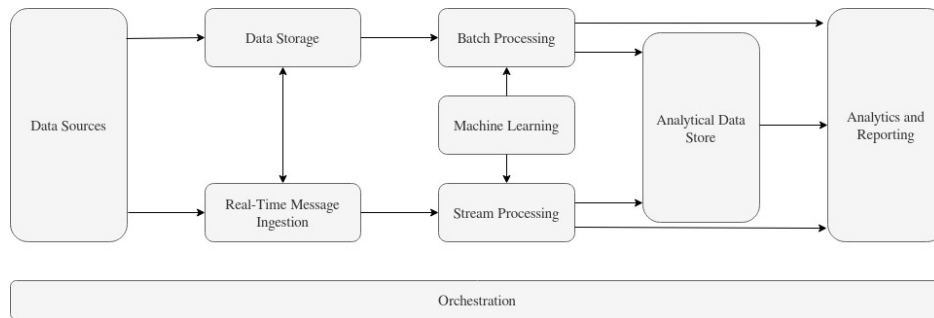 Data Sources
Data Storage
Real-Time Message
Ingestion
Batch Processing
Machine Learning
Stream Processing
Analytical Data
Store
Analytics and
Reporting
Orchestration